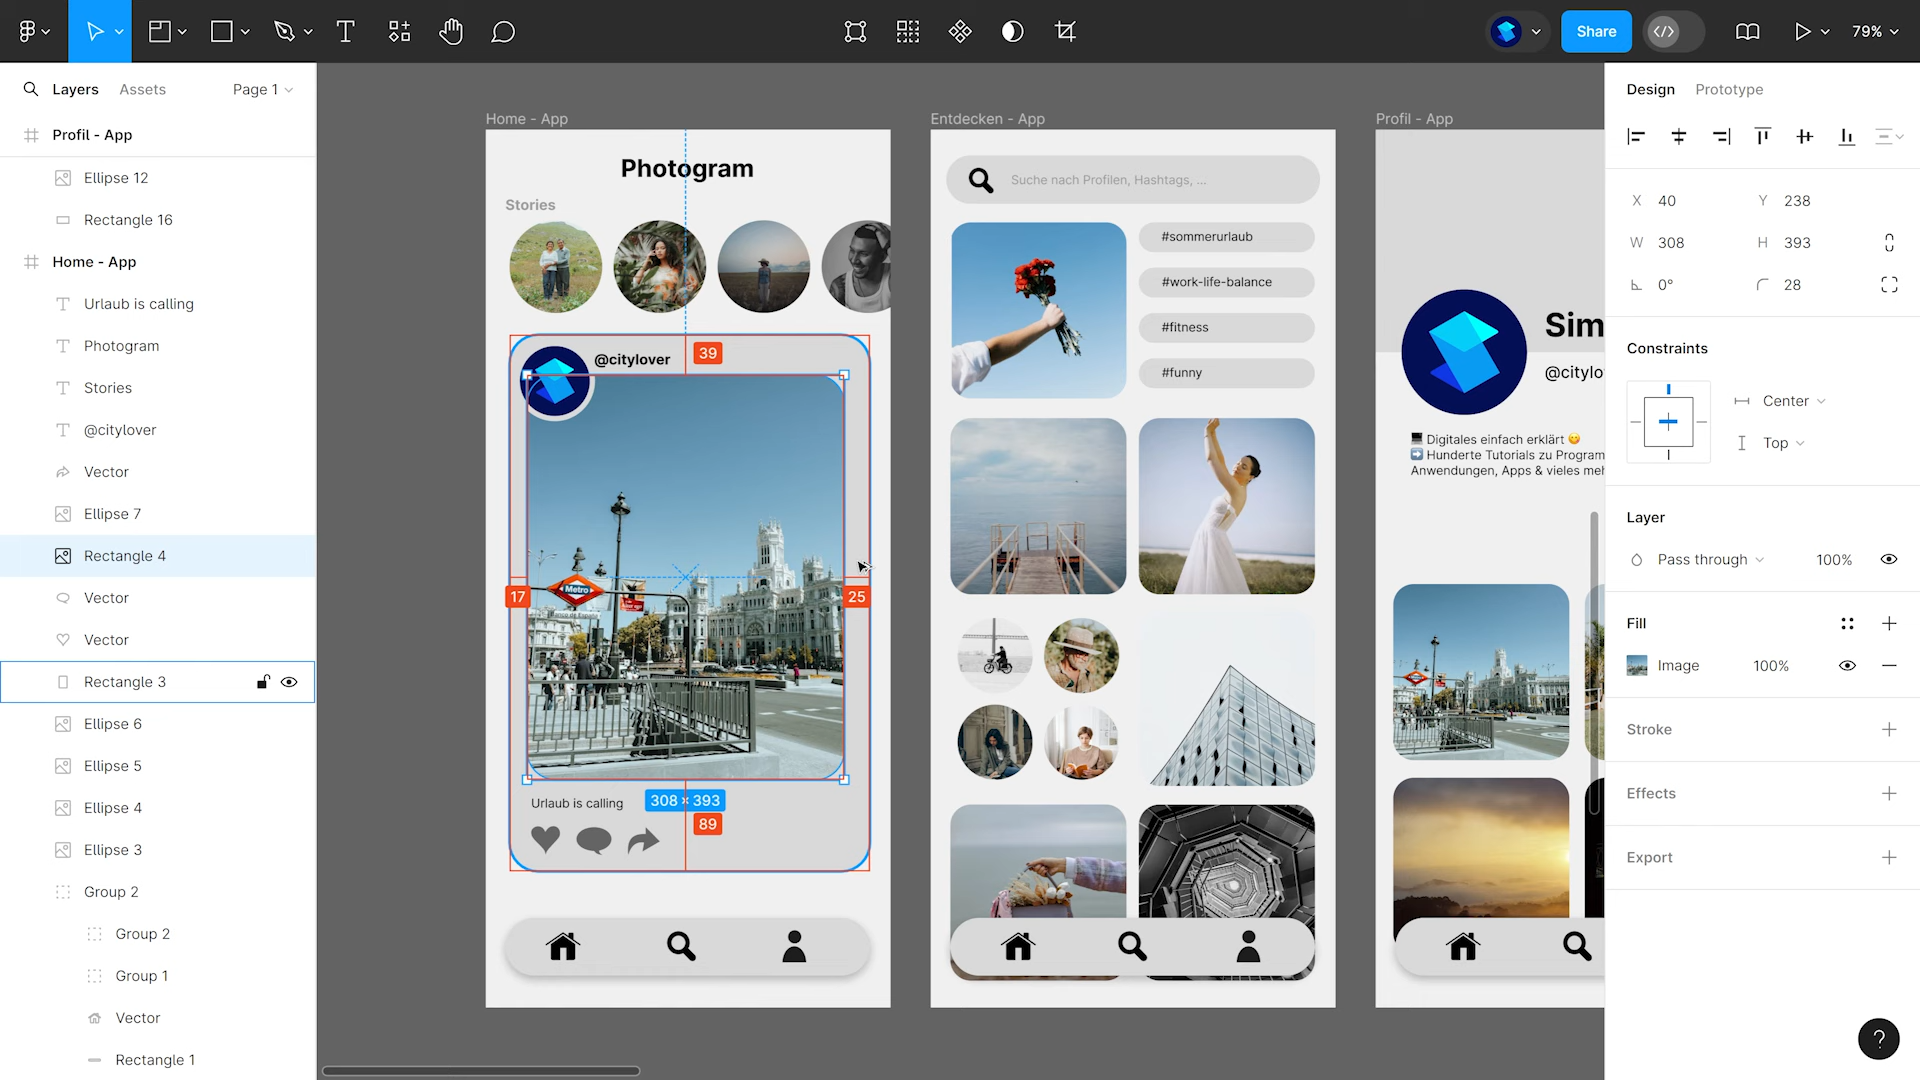 Share
79%
Layers
Assets
Page 1
Profil - App
Ellipse 12
Rectangle 16
Home - App
Urlaub is calling
Photogram
Stories
@citylover
Vector
Ellipse 7
Rectangle 4
Vector
Vector
Rectangle 3
Ellipse 6
Ellipse 5
Ellipse 4
Ellipse 3
Group 2
Group 2
Group 1
Vector
Rectangle 1
Home - App
Photogram
Stories
@citylover
39
Metro
17
25
Urlaub is calling
308 × 393
89
Entdecken - App
Suche nach Profilen, Hashtags, ...
#sommerurlaub
#work-life-balance
#fitness
#funny
Profil - App
Sim
@citylo
Digitales einfach erklärt 😋
➡️ Hunderte Tutorials zu Program
Anwendungen, Apps & vieles meh
Design
Prototype
X 40
Y 238
W 308
H 393
0°
28
Constraints
Center
Top
Layer
Pass through
100%
Fill
Image
100%
Stroke
Effects
Export
?